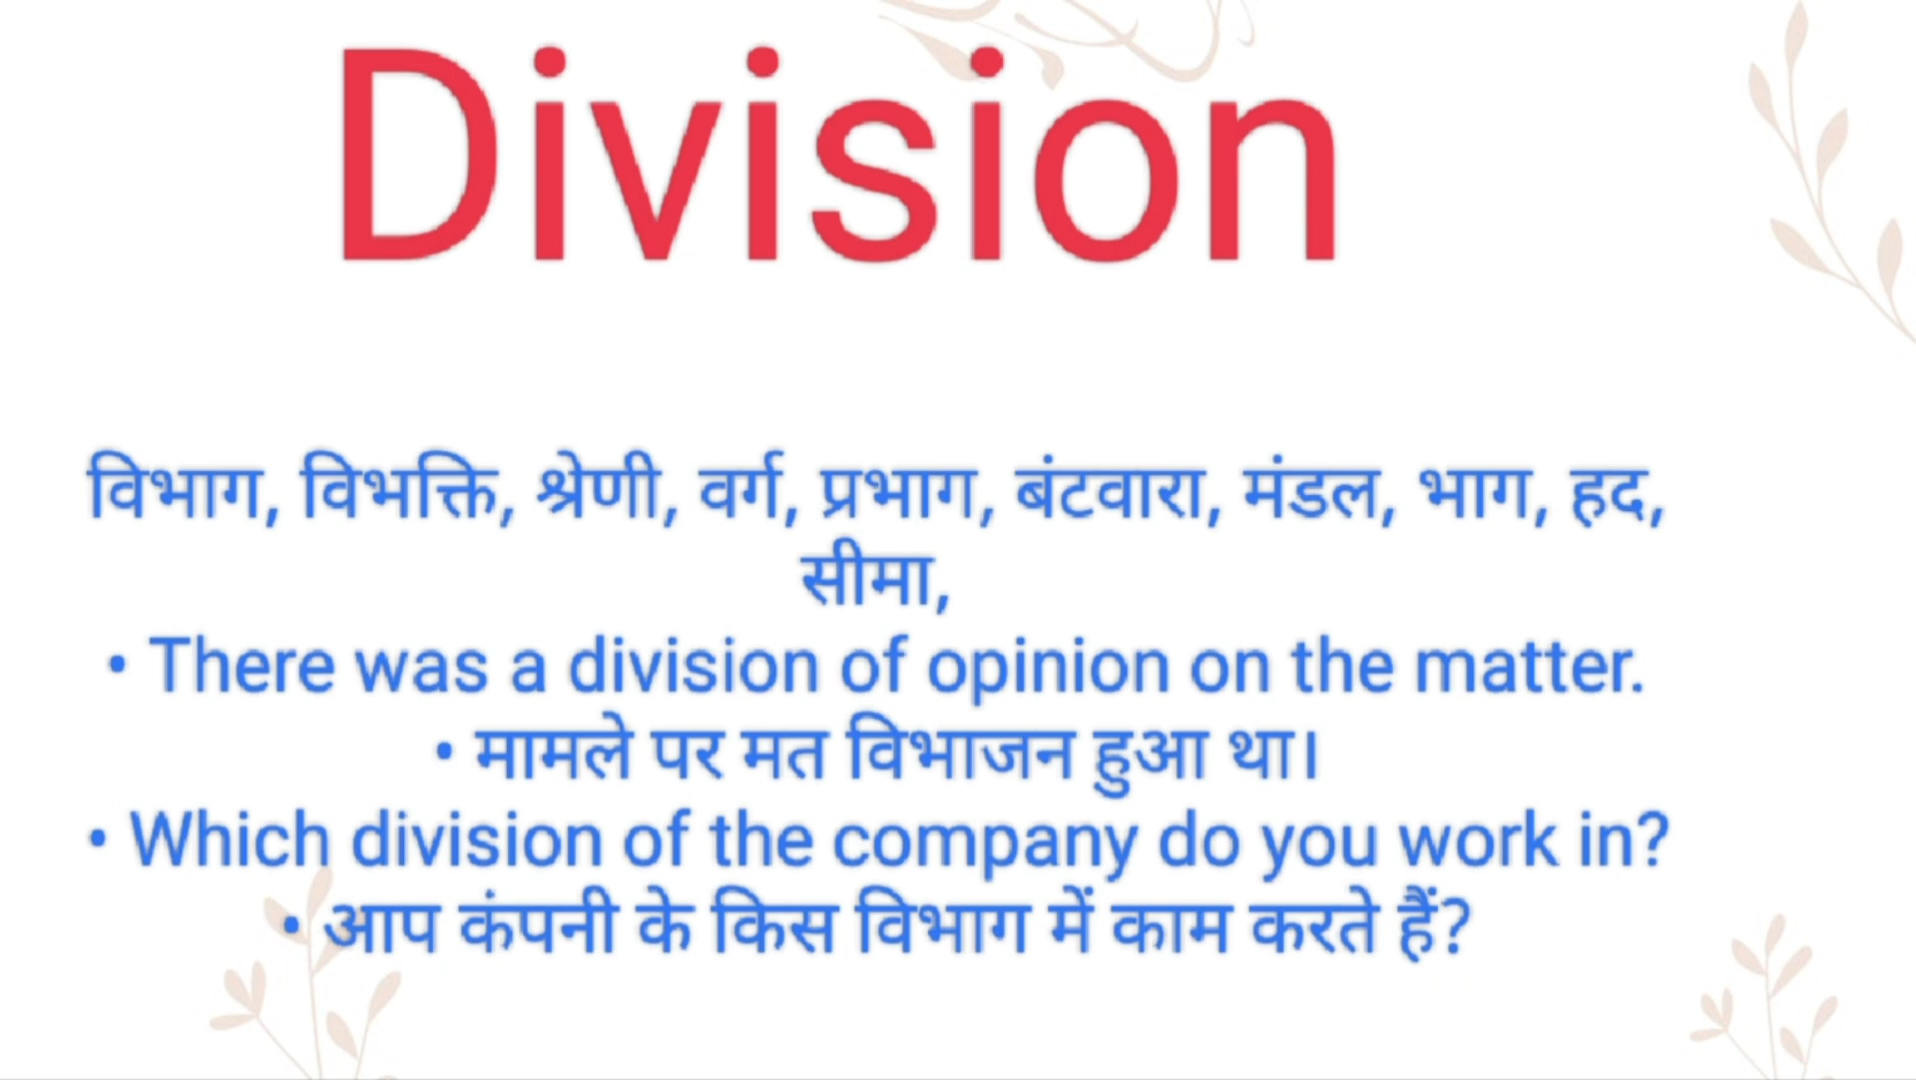 Division
विभाग, विभक्ति, श्रेणी, वर्ग, प्रभाग, बंटवारा, मंडल, भाग, हद,
सीमा,
• There was a division of opinion on the matter.
• मामले पर मत विभाजन हुआ था।
• Which division of the company do you work in?
• आप कंपनी के किस विभाग में काम करते हैं?